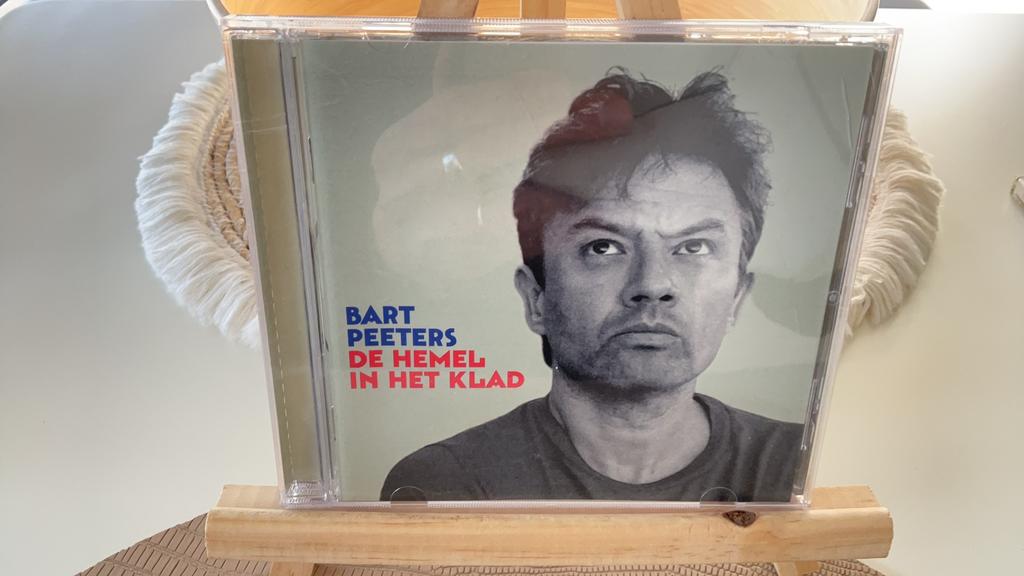 BART
PEETERS
DE HEMEL
IN HET KLAD